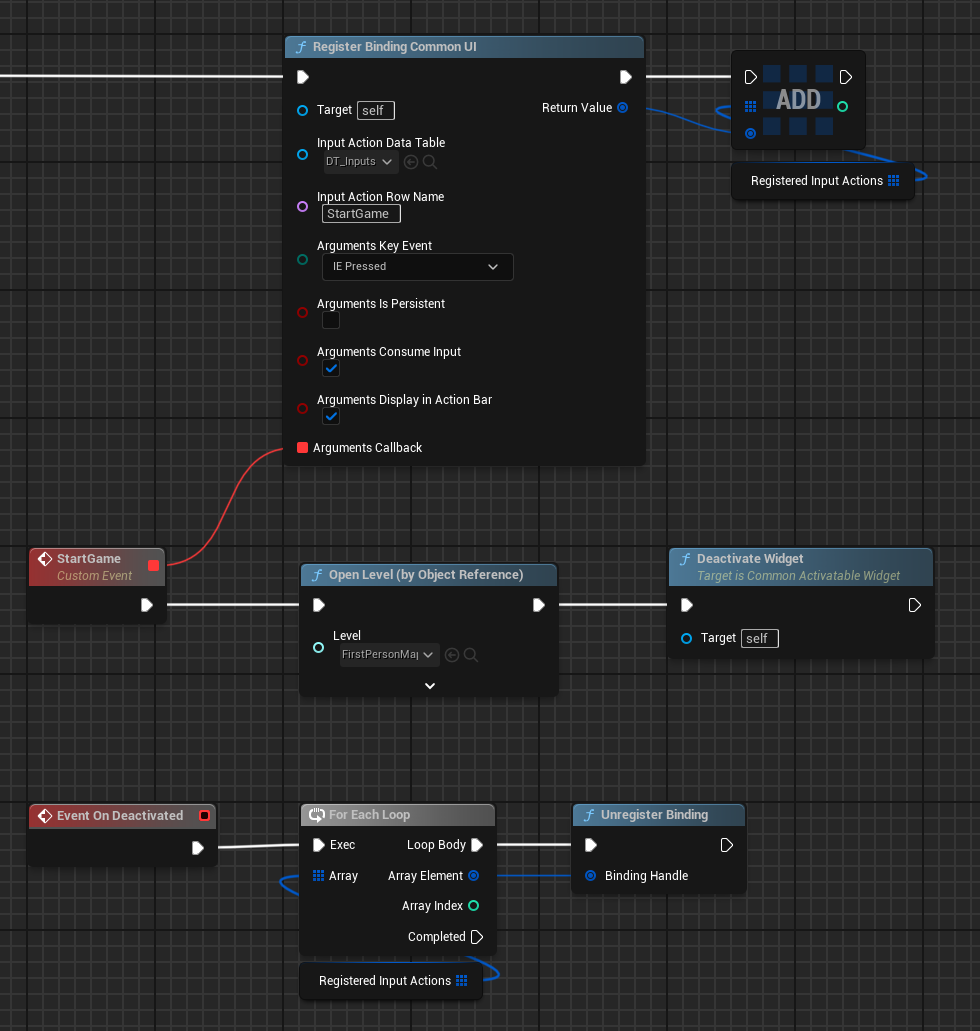 Register Binding Common UI
Target self
Return Value
ADD
Input Action Data Table
DT_Inputs
Registered Input Actions
Input Action Row Name
StartGame
Arguments Key Event
IE Pressed
Arguments Is Persistent
Arguments Consume Input
Arguments Display in Action Bar
Arguments Callback
StartGame
Custom Event
Open Level (by Object Reference)
Level
FirstPersonMa
Deactivate Widget
Target is Common Activatable Widget
Target self
Event On Deactivated
For Each Loop
Exec Loop Body
Array Array Element
Array Index
Completed
Registered Input Actions
Unregister Binding
Binding Handle